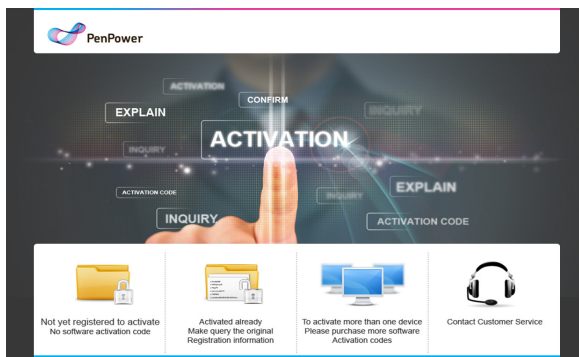 PenPower
ACTIVATION
CONFIRM
EXPLAIN
INQUIRY
ACTIVATION
INQUIRY
ACTIVATION CODE
INQUIRY
EXPLAIN
INQUIRY
ACTIVATION CODE
Not yet registered to activate
No software activation code
Activated already
Make query the original
Registration information
To activate more than one device
Please purchase more software
Activation codes
Contact Customer Service